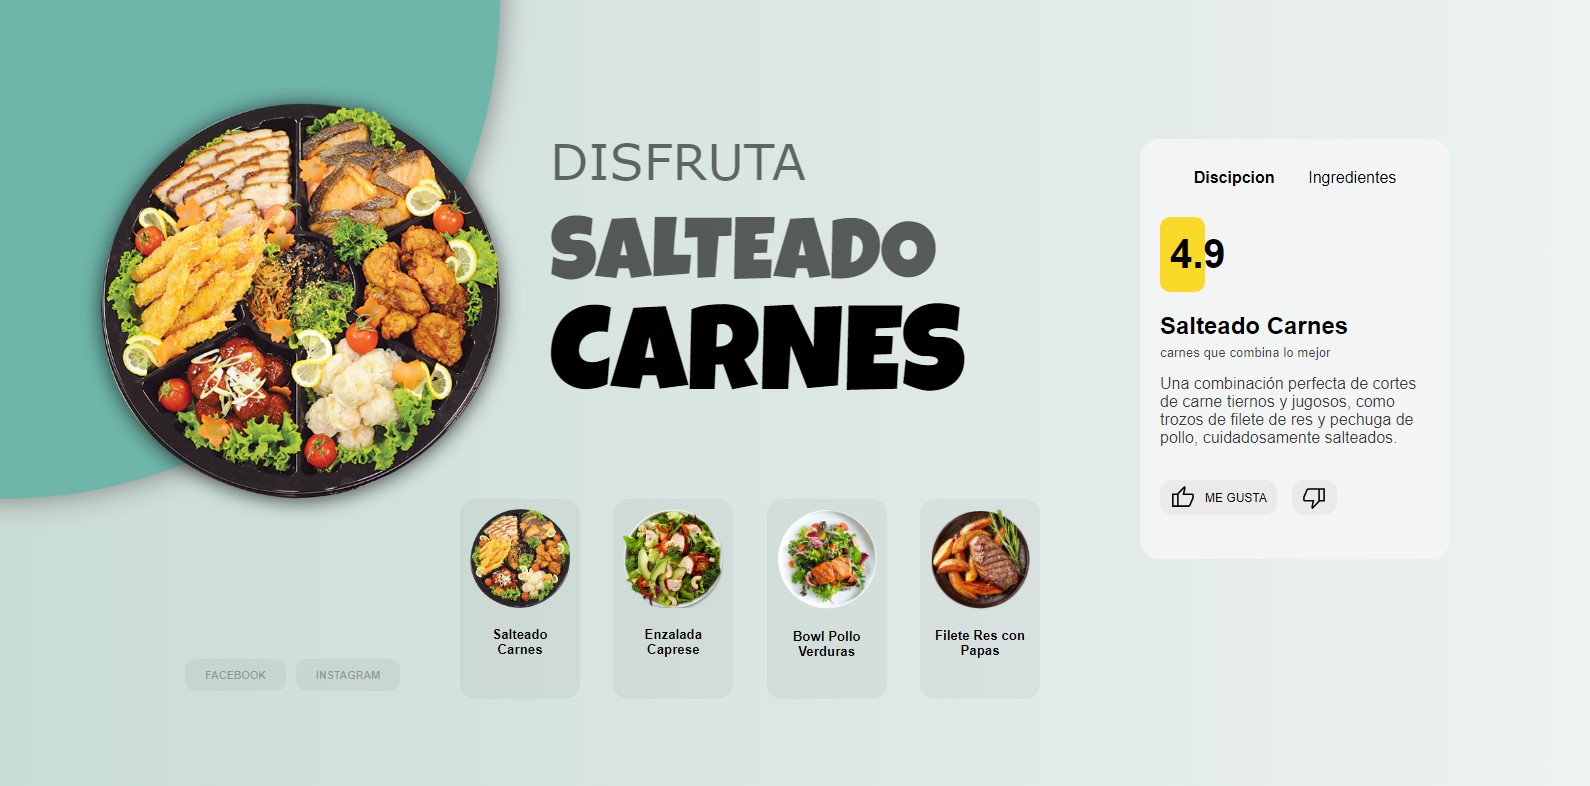 DISFRUTA
SALTEADO
CARNES
Discipcion
Ingredientes
4.9
Salteado Carnes
carnes que combina lo mejor
Una combinación perfecta de cortes
de carne tiernos y jugosos, como
trozos de filete de res y pechuga de
pollo, cuidadosamente salteados.
ME GUSTA
Salteado
Carnes
Enzalada
Caprese
Bowl Pollo
Verduras
Filete Res con
Papas
FACEBOOK
INSTAGRAM